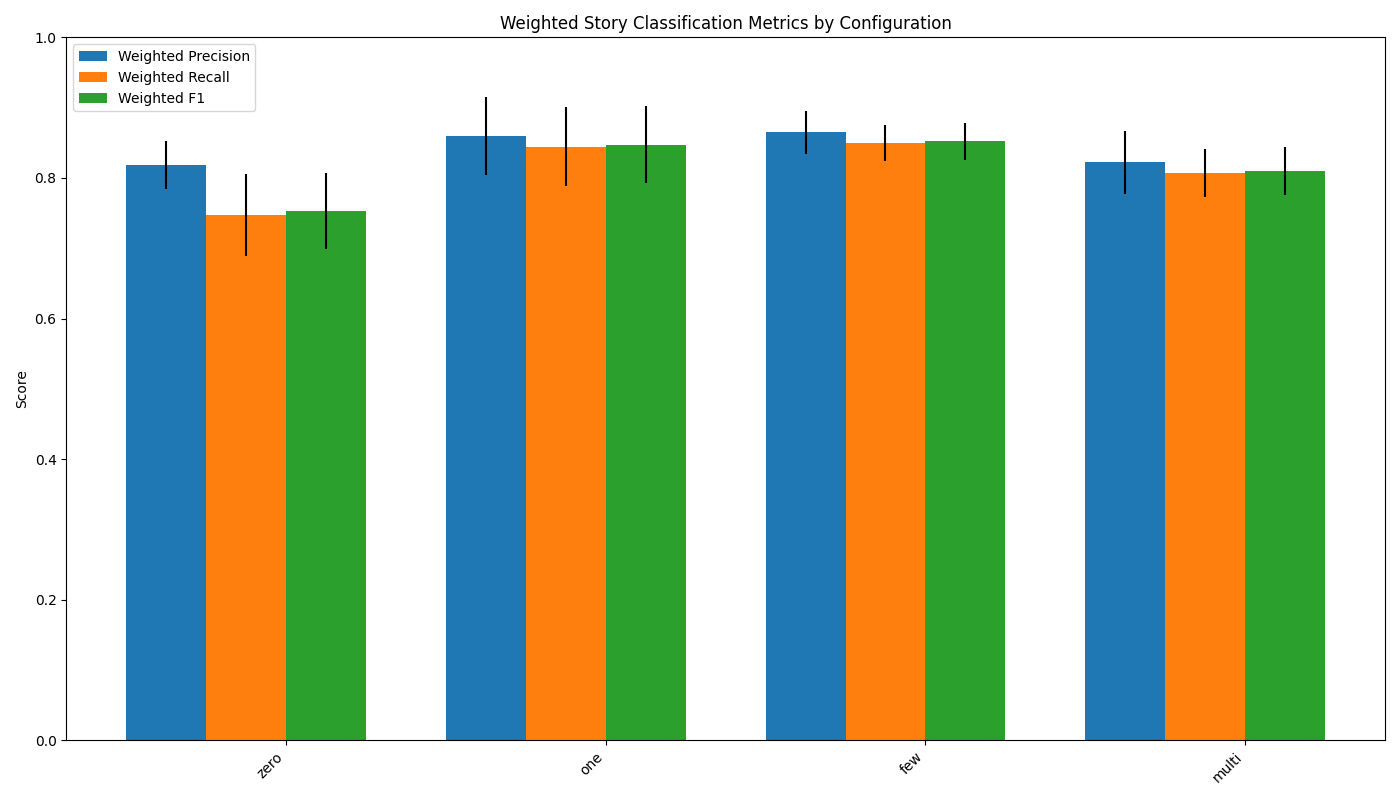 Weighted Story Classification Metrics by Configuration
1.0
Weighted Precision
Weighted Recall
Weighted F1
0.8
0.6
Score
0.4
0.2
0.0
zero
one
few
multi